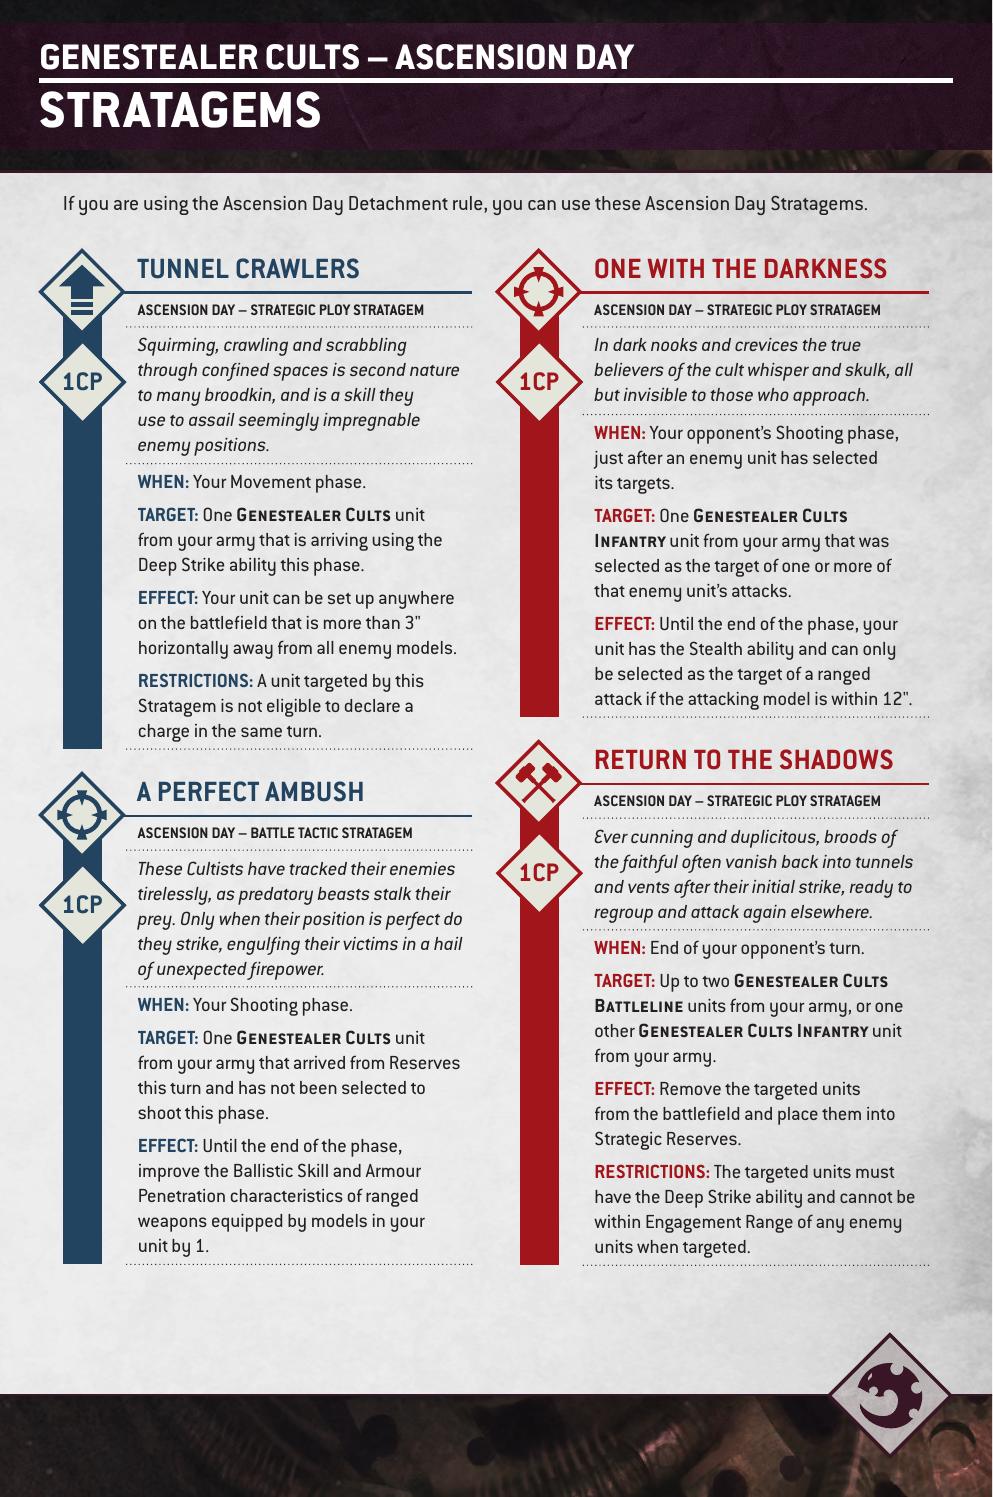 GENESTEALER CULTS – ASCENSION DAY
STRATAGEMS
If you are using the Ascension Day Detachment rule, you can use these Ascension Day Stratagems.
TUNNEL CRAWLERS
ASCENSION DAY – STRATEGIC PLOY STRATAGEM
1CP
Squirming, crawling and scrabbling
through confined spaces is second nature
to many broodkin, and is a skill they
use to assail seemingly impregnable
enemy positions.
WHEN: Your Movement phase.
TARGET: One GENESTEALER CULTS unit
from your army that is arriving using the
Deep Strike ability this phase.
EFFECT: Your unit can be set up anywhere
on the battlefield that is more than 3"
horizontally away from all enemy models.
RESTRICTIONS: A unit targeted by this
Stratagem is not eligible to declare a
charge in the same turn.
A PERFECT AMBUSH
ASCENSION DAY – BATTLE TACTIC STRATAGEM
1CP
These Cultists have tracked their enemies
tirelessly, as predatory beasts stalk their
prey. Only when their position is perfect do
they strike, engulfing their victims in a hail
of unexpected firepower.
WHEN: Your Shooting phase.
TARGET: One GENESTEALER CULTS unit
from your army that arrived from Reserves
this turn and has not been selected to
shoot this phase.
EFFECT: Until the end of the phase,
improve the Ballistic Skill and Armour
Penetration characteristics of ranged
weapons equipped by models in your
unit by 1.
ONE WITH THE DARKNESS
ASCENSION DAY – STRATEGIC PLOY STRATAGEM
1CP
In dark nooks and crevices the true
believers of the cult whisper and skulk, all
but invisible to those who approach.
WHEN: Your opponent's Shooting phase,
just after an enemy unit has selected
its targets.
TARGET: One GENESTEALER CULTS
INFANTRY unit from your army that was
selected as the target of one or more of
that enemy unit's attacks.
EFFECT: Until the end of the phase, your
unit has the Stealth ability and can only
be selected as the target of a ranged
attack if the attacking model is within 12".
RETURN TO THE SHADOWS
ASCENSION DAY – STRATEGIC PLOY STRATAGEM
1CP
Ever cunning and duplicitous, broods of
the faithful often vanish back into tunnels
and vents after their initial strike, ready to
regroup and attack again elsewhere.
WHEN: End of your opponent's turn.
TARGET: Up to two GENESTEALER CULTS
BATTLELINE units from your army, or one
other GENESTEALER CULTS INFANTRY unit
from your army.
EFFECT: Remove the targeted units
from the battlefield and place them into
Strategic Reserves.
RESTRICTIONS: The targeted units must
have the Deep Strike ability and cannot be
within Engagement Range of any enemy
units when targeted.